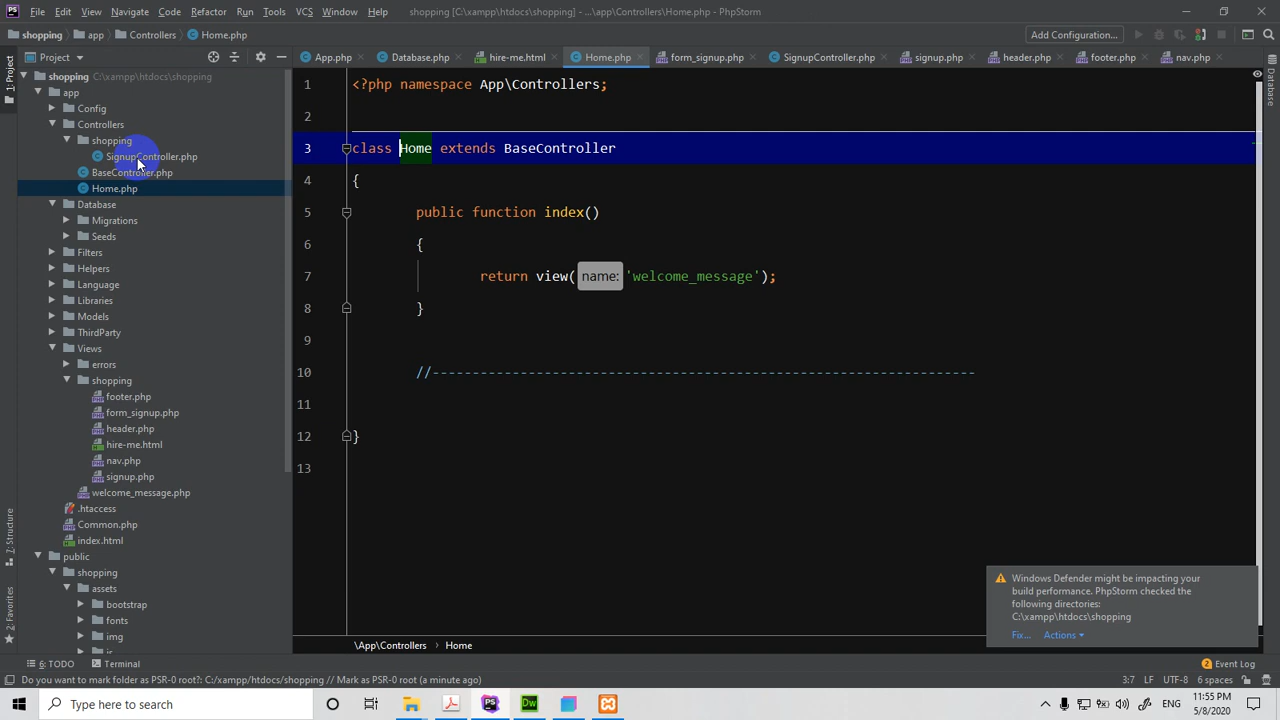 File Edit View Navigate Code Refactor Run Tools VCS Window Help shopping [C:\xampp\htdocs\shopping] - ...\app\Controllers\Home.php - PhpStorm
shopping app Controllers Home.php Add Configuration...
Project App.php Database.php hire-me.html Home.php form_signup.php SignupController.php signup.php header.php footer.php nav.php
1: Project
Database
shopping C:\xampp\htdocs\shopping
app
Config
Controllers
shopping
SignupController.php
BaseController.php
Home.php
Database
Migrations
Seeds
Filters
Helpers
Language
Libraries
Models
ThirdParty
Views
errors
shopping
footer.php
form_signup.php
header.php
hire-me.html
nav.php
signup.php
welcome_message.php
.htaccess
Common.php
index.html
public
shopping
assets
bootstrap
fonts
img
js
7: Structure
2: Favorites
1 <?php namespace App\Controllers;
2
3 class Home extends BaseController
4 {
5 public function index()
6 {
7 return view( name: 'welcome_message');
8 }
9
10 //--------------------------------------------------------------------
11
12 }
13
Windows Defender might be impacting your
build performance. PhpStorm checked the
following directories:
C:\xampp\htdocs\shopping
Fix... Actions
\App\Controllers Home
6: TODO Terminal 2 Event Log
Do you want to mark folder as PSR-0 root?: C:/xampp/htdocs/shopping // Mark as PSR-0 root (a minute ago) 3:7 LF UTF-8 6 spaces
Type here to search ENG 11:55 PM
5/8/2020